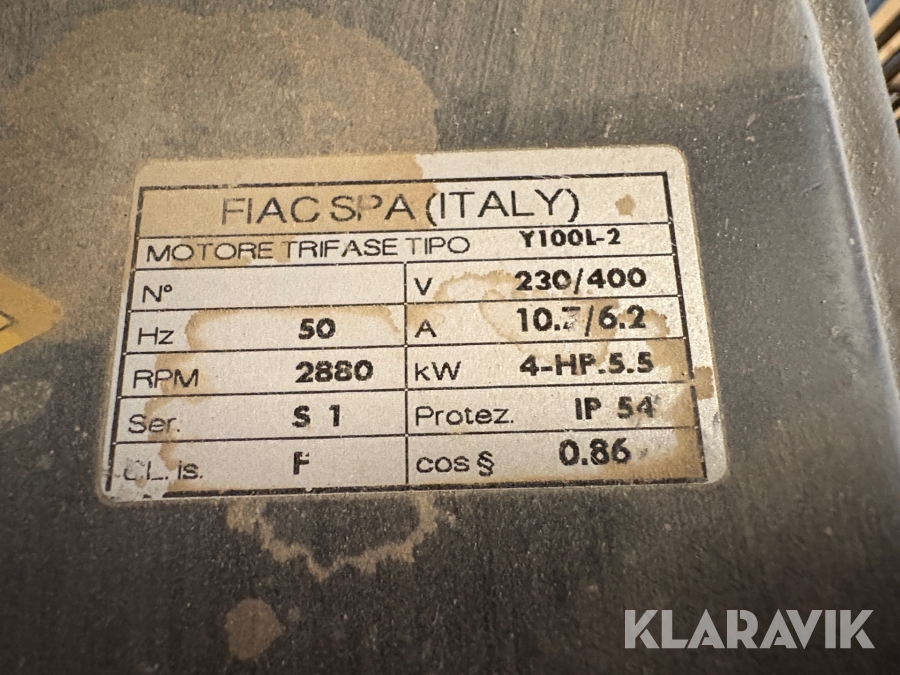 FIAC SPA (ITALY)
MOTORE TRIFASE TIPO Y100L-2
N° V 230/400
Hz 50 A 10.7/6.2
RPM 2880 kW 4-HP.5.5
Ser. S 1 Protez. IP 54
CL. is. F cos § 0.86
KLARAVIK